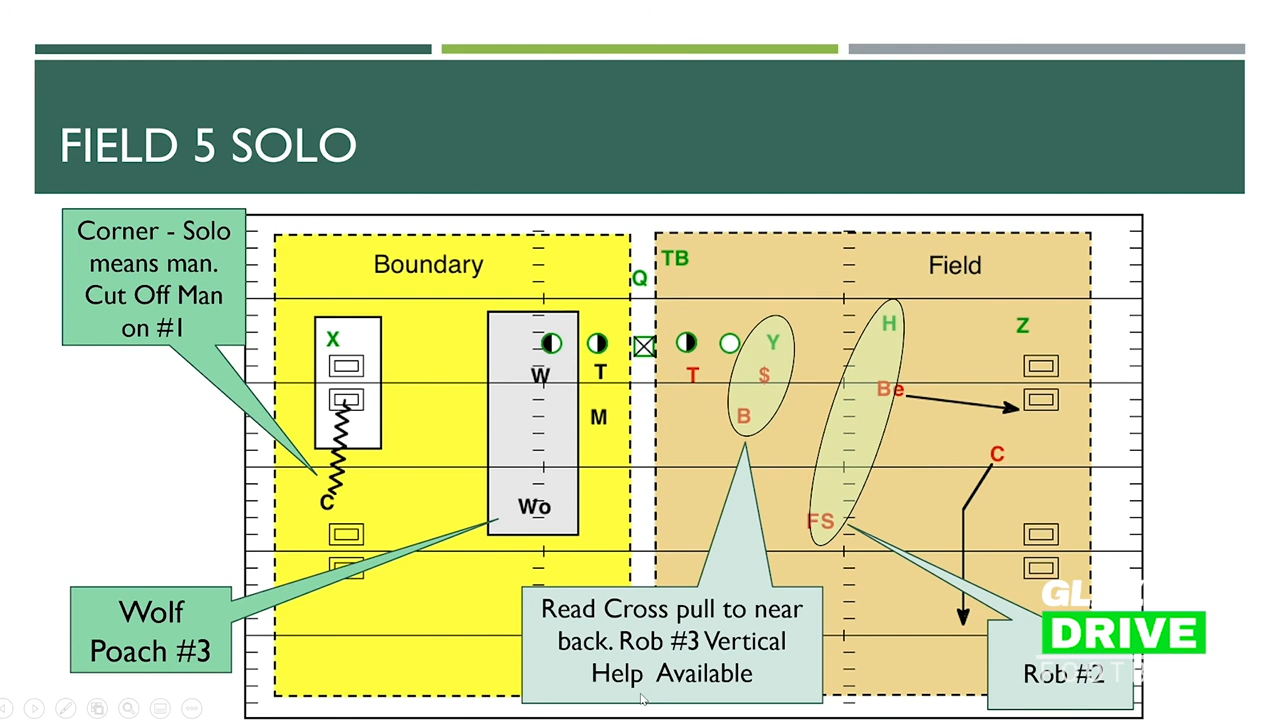 FIELD 5 SOLO
Corner - Solo
means man.
Cut Off Man
on #1
Boundary
Field
TB
Q
X
H
Z
Y
W
T
T
$
Be
M
B
C
C
Wo
FS
Wolf
Poach #3
Read Cross pull to near
back. Rob #3 Vertical
Help Available
DRIVE
Rob #2